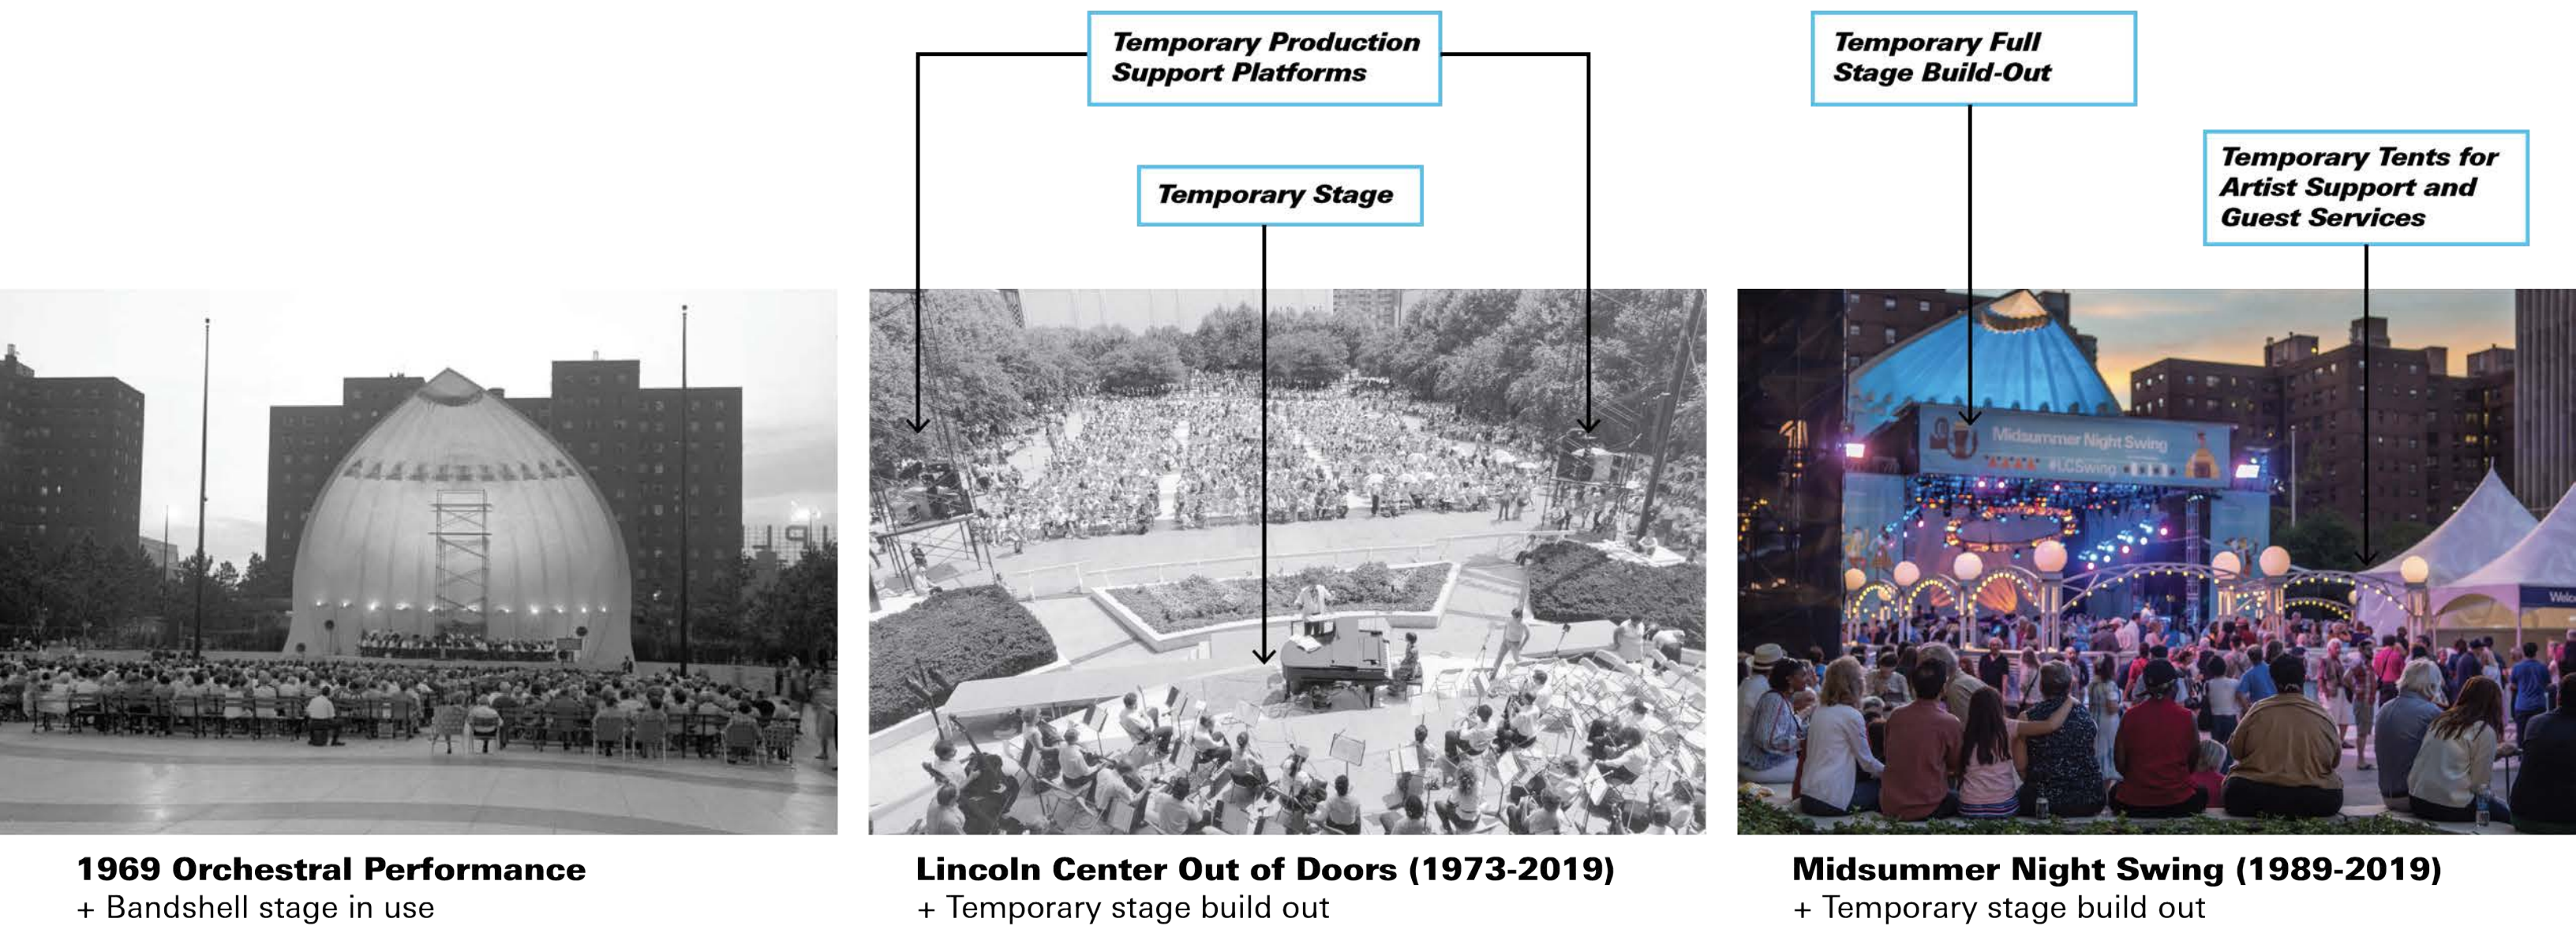 Temporary Production
Support Platforms
Temporary Stage
Temporary Full
Stage Build-Out
Temporary Tents for
Artist Support and
Guest Services
Midsummer Night Swing
#LCSwing
1969 Orchestral Performance
+ Bandshell stage in use
Lincoln Center Out of Doors (1973-2019)
+ Temporary stage build out
Midsummer Night Swing (1989-2019)
+ Temporary stage build out